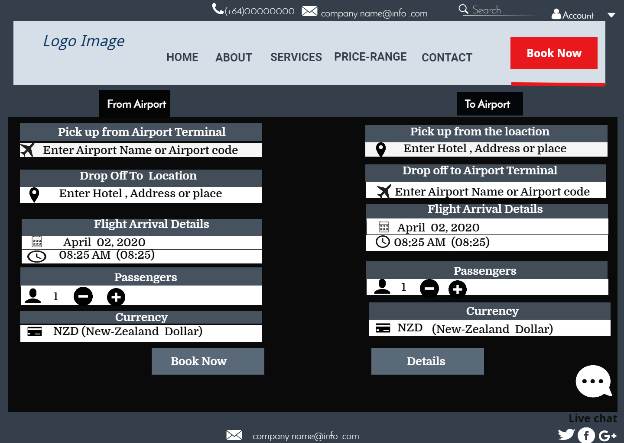 (+64)00000000 company name@info .com Search Account
Logo Image
HOME ABOUT SERVICES PRICE-RANGE CONTACT Book Now
From Airport
Pick up from Airport Terminal
Enter Airport Name or Airport code
Drop Off To Location
Enter Hotel , Address or place
Flight Arrival Details
April 02, 2020
08:25 AM (08:25)
Passengers
1
Currency
NZD (New-Zealand Dollar)
Book Now
To Airport
Pick up from the loaction
Enter Hotel , Address or place
Drop off to Airport Terminal
Enter Airport Name or Airport code
Flight Arrival Details
April 02, 2020
08:25 AM (08:25)
Passengers
1
Currency
NZD (New-Zealand Dollar)
Details
Live chat
company name@info .com